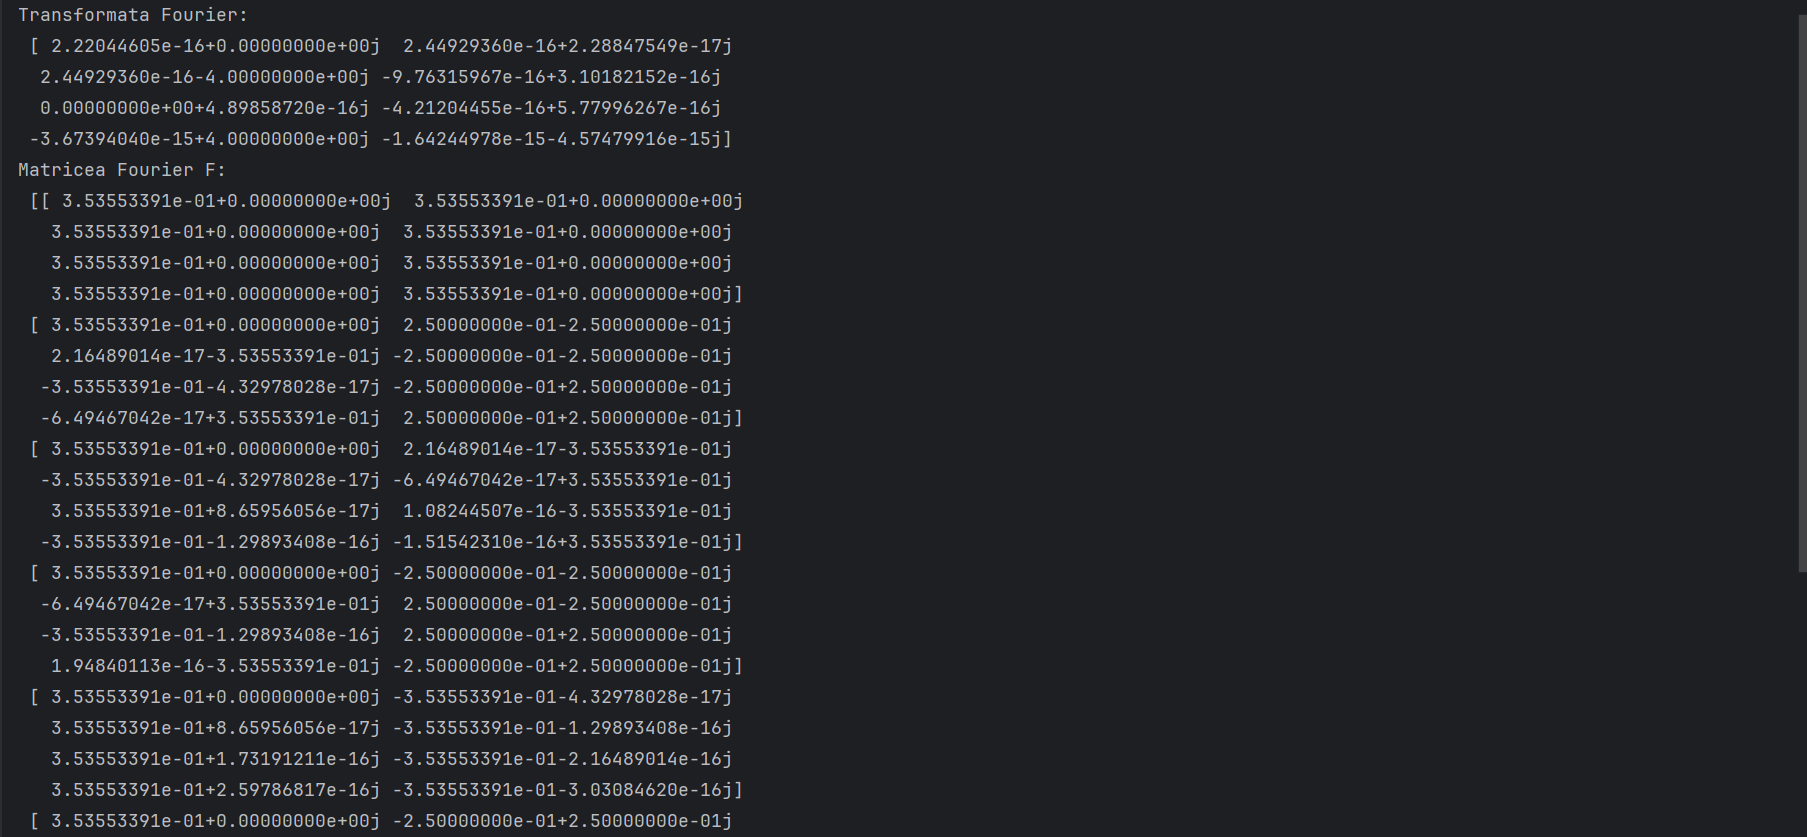 Transformata Fourier:
[ 2.22044605e-16+0.00000000e+00j  2.44929360e-16+2.28847549e-17j
2.44929360e-16-4.00000000e+00j -9.76315967e-16+3.10182152e-16j
0.00000000e+00+4.89858720e-16j -4.21204455e-16+5.77996267e-16j
-3.67394040e-15+4.00000000e+00j -1.64244978e-15-4.57479916e-15j]
Matricea Fourier F:
[[ 3.53553391e-01+0.00000000e+00j  3.53553391e-01+0.00000000e+00j
3.53553391e-01+0.00000000e+00j  3.53553391e-01+0.00000000e+00j
3.53553391e-01+0.00000000e+00j  3.53553391e-01+0.00000000e+00j
3.53553391e-01+0.00000000e+00j  3.53553391e-01+0.00000000e+00j]
[ 3.53553391e-01+0.00000000e+00j  2.50000000e-01-2.50000000e-01j
2.16489014e-17-3.53553391e-01j -2.50000000e-01-2.50000000e-01j
-3.53553391e-01-4.32978028e-17j -2.50000000e-01+2.50000000e-01j
-6.49467042e-17+3.53553391e-01j  2.50000000e-01+2.50000000e-01j]
[ 3.53553391e-01+0.00000000e+00j  2.16489014e-17-3.53553391e-01j
-3.53553391e-01-4.32978028e-17j -6.49467042e-17+3.53553391e-01j
3.53553391e-01+8.65956056e-17j  1.08244507e-16-3.53553391e-01j
-3.53553391e-01-1.29893408e-16j -1.51542310e-16+3.53553391e-01j]
[ 3.53553391e-01+0.00000000e+00j -2.50000000e-01-2.50000000e-01j
-6.49467042e-17+3.53553391e-01j  2.50000000e-01-2.50000000e-01j
-3.53553391e-01-1.29893408e-16j  2.50000000e-01+2.50000000e-01j
1.94840113e-16-3.53553391e-01j -2.50000000e-01+2.50000000e-01j]
[ 3.53553391e-01+0.00000000e+00j -3.53553391e-01-4.32978028e-17j
3.53553391e-01+8.65956056e-17j -3.53553391e-01-1.29893408e-16j
3.53553391e-01+1.73191211e-16j -3.53553391e-01-2.16489014e-16j
3.53553391e-01+2.59786817e-16j -3.53553391e-01-3.03084620e-16j]
[ 3.53553391e-01+0.00000000e+00j -2.50000000e-01+2.50000000e-01j